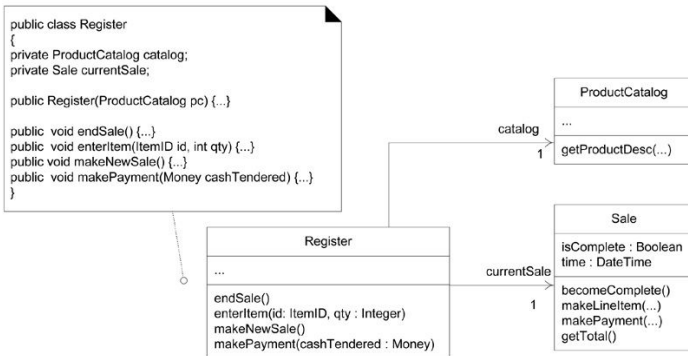 public class Register
{
private ProductCatalog catalog;
private Sale currentSale;
public Register(ProductCatalog pc) {...}
public void endSale() {...}
public void enterItem(ItemID id, int qty) {...}
public void makeNewSale() {...}
public void makePayment(Money cashTendered) {...}
}
ProductCatalog
...
getProductDesc(...)
catalog
1
Sale
isComplete : Boolean
time : DateTime
becomeComplete()
makeLineItem(...)
makePayment(...)
getTotal()
currentSale
1
Register
...
endSale()
enterItem(id: ItemID, qty : Integer)
makeNewSale()
makePayment(cashTendered : Money)